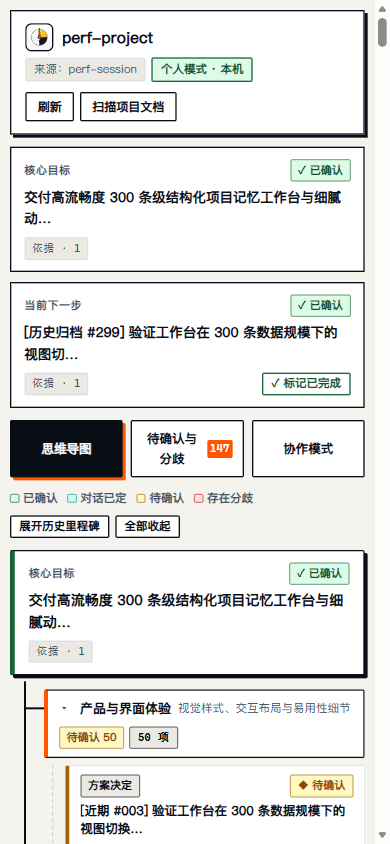 perf-project
来源: perf-session
个人模式 · 本机
刷新
扫描项目文档
核心目标
✓ 已确认
交付高流畅度 300 条级结构化项目记忆工作台与细腻
动...
依据 · 1
当前下一步
✓ 已确认
[历史归档 #299] 验证工作台在 300 条数据规模下的
视图切...
依据 · 1
✓ 标记已完成
思维导图
待确认与
分歧
147
协作模式
已确认
对话已定
待确认
存在分歧
展开历史里程碑
全部收起
核心目标
✓ 已确认
交付高流畅度 300 条级结构化项目记忆工作台与细
腻动...
依据 · 1
产品与界面体验 视觉样式、交互布局与易用性细节
待确认 50
50 项
方案决定
◆ 待确认
[近期 #003] 验证工作台在 300 条数据规模下的
视图切换...